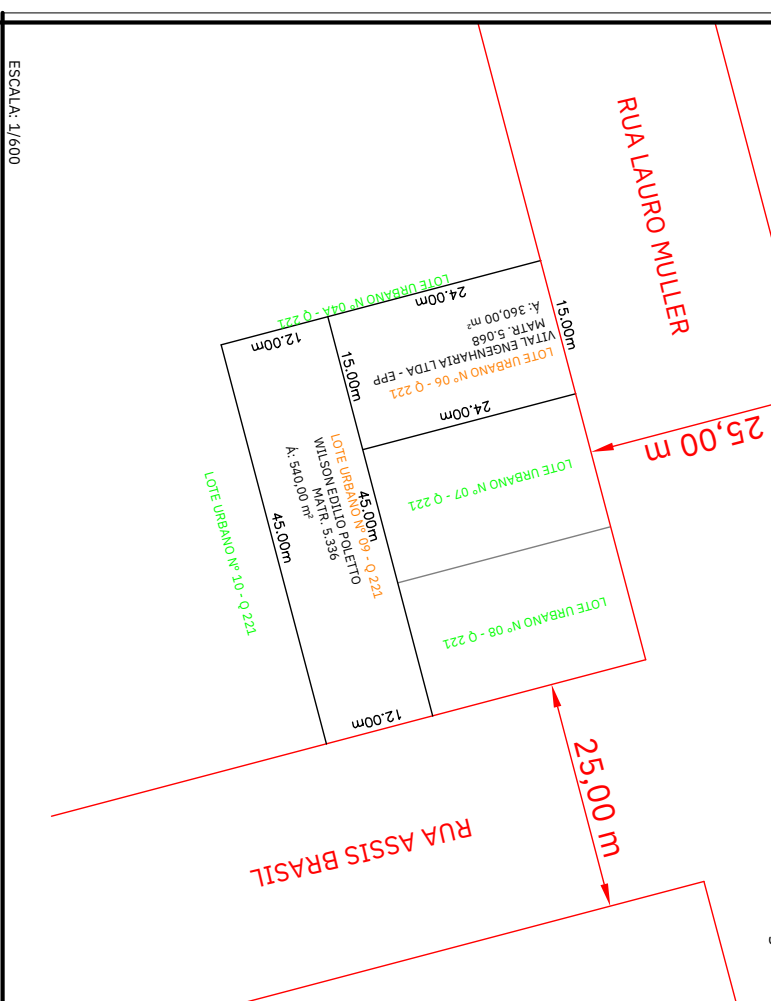 ESCALA: 1/600
RUA LAURO MULLER
LOTE URBANO Nº 04A - Q 221
24.00m
12.00m
15.00m
15.00m
LOTE URBANO Nº 06 - Q 221
VITAL ENGENHARIA LTDA - EPP
MATR. 5.068
Á: 360,00 m²
24.00m
25,00 m
LOTE URBANO Nº 07 - Q 221
LOTE URBANO Nº 09 - Q 221
WILSON EDILIO POLETTO
MATR. 5.336
Á: 540,00 m²
45.00m
45.00m
LOTE URBANO Nº 10 - Q 221
LOTE URBANO Nº 08 - Q 221
12.00m
25,00 m
RUA ASSIS BRASIL